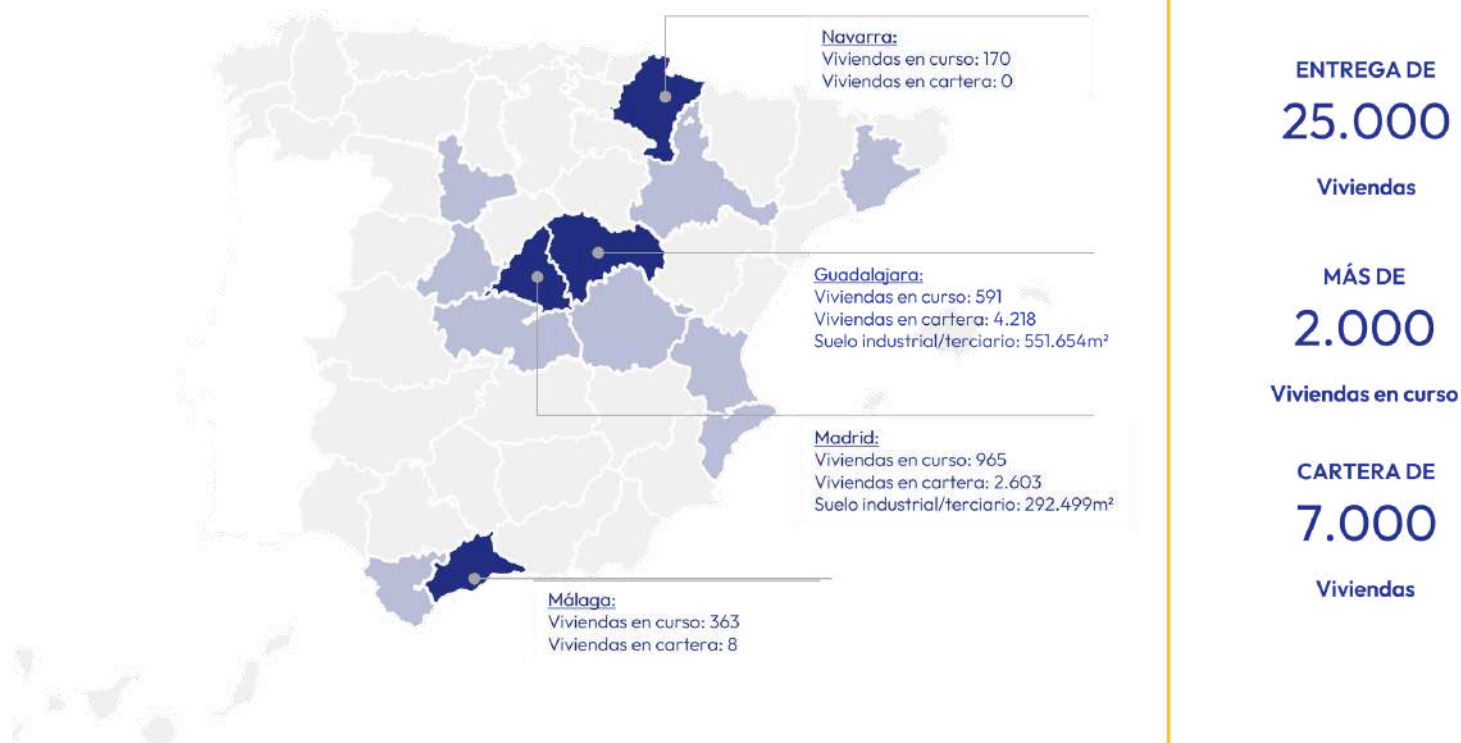 Navarra:
Viviendas en curso: 170
Viviendas en cartera: 0
Guadalajara:
Viviendas en curso: 591
Viviendas en cartera: 4.218
Suelo industrial/terciario: 551.654m²
Madrid:
Viviendas en curso: 965
Viviendas en cartera: 2.603
Suelo industrial/terciario: 292.499m²
Málaga:
Viviendas en curso: 363
Viviendas en cartera: 8
ENTREGA DE
25.000
Viviendas
MÁS DE
2.000
Viviendas en curso
CARTERA DE
7.000
Viviendas